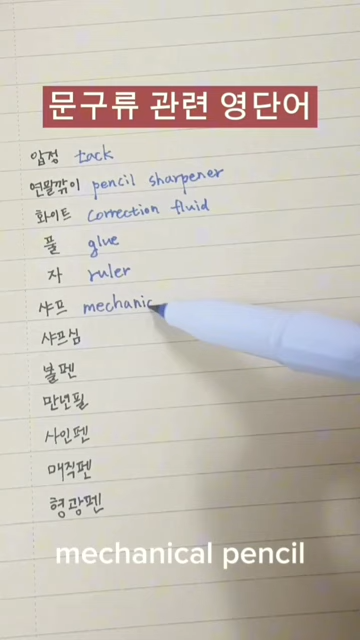 문구류 관련 영단어
압정 tack
연필깎이 pencil sharpener
화이트 correction fluid
풀 glue
자 ruler
샤프 mechanic
샤프심
볼펜
만년필
사인펜
매직펜
형광펜
mechanical pencil